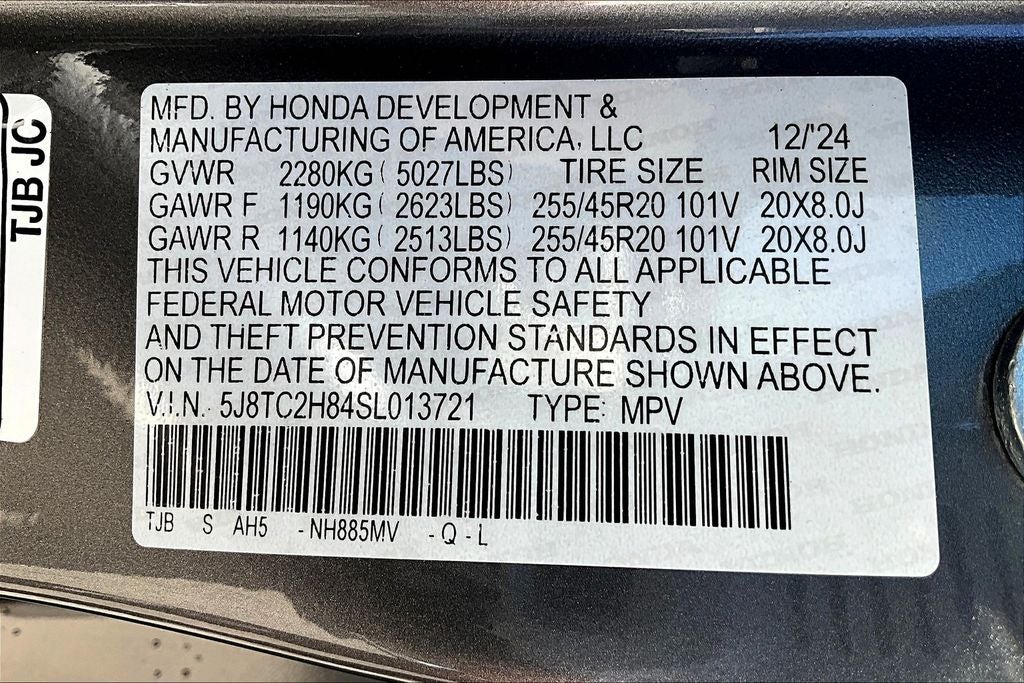 TJB JC
MFD. BY HONDA DEVELOPMENT &
MANUFACTURING OF AMERICA, LLC 12/'24
GVWR 2280KG ( 5027LBS) TIRE SIZE RIM SIZE
GAWR F 1190KG ( 2623LBS) 255/45R20 101V 20X8.0J
GAWR R 1140KG ( 2513LBS) 255/45R20 101V 20X8.0J
THIS VEHICLE CONFORMS TO ALL APPLICABLE
FEDERAL MOTOR VEHICLE SAFETY
AND THEFT PREVENTION STANDARDS IN EFFECT
ON THE DATE OF MANUFACTURE SHOWN ABOVE.
V.I.N. 5J8TC2H84SL013721 TYPE: MPV
TJB S AH5 - NH885MV - Q - L